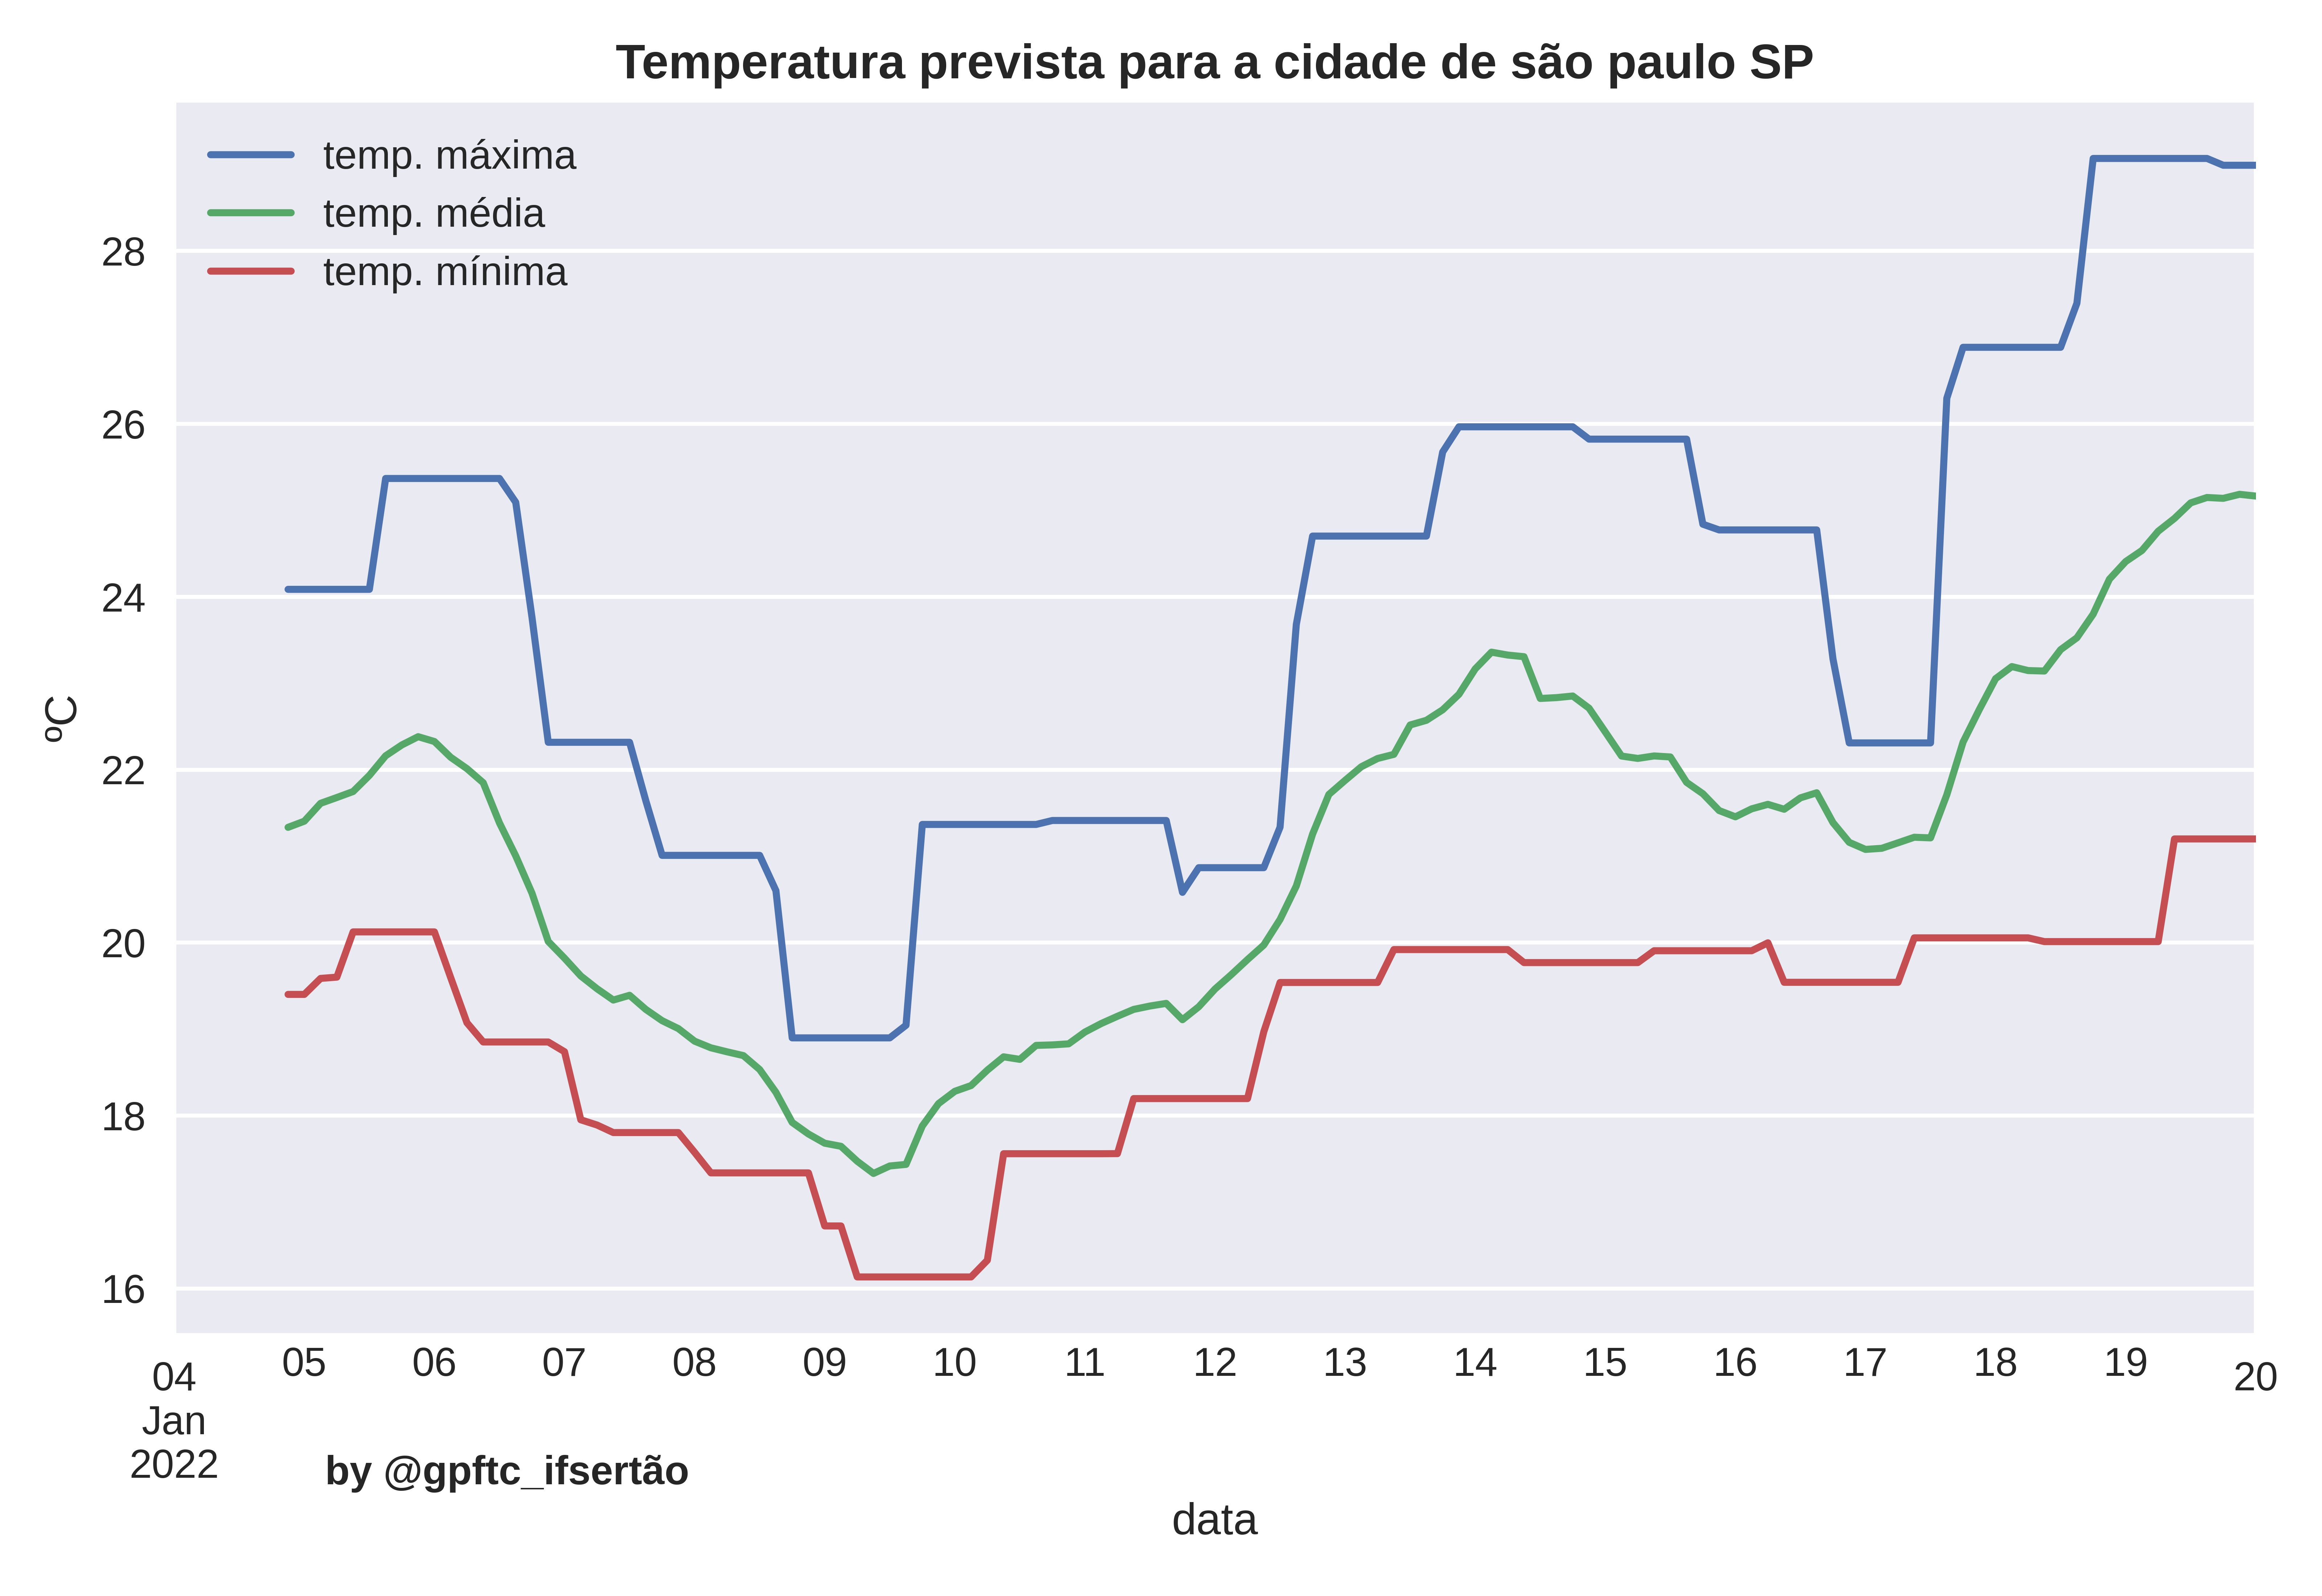 Temperatura prevista para a cidade de são paulo SP
temp. máxima
temp. média
temp. mínima
28
26
24
22
20
18
16
ºC
04
Jan
2022
05 06 07 08 09 10 11 12 13 14 15 16 17 18 19 20
by @gpftc_ifsertão
data